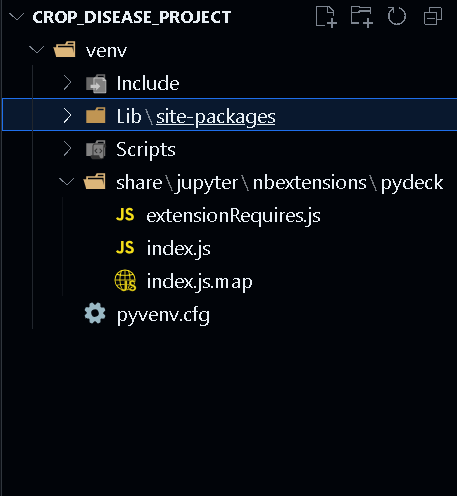 CROP_DISEASE_PROJECT
venv
Include
Lib\site-packages
Scripts
share\jupyter\nbextensions\pydeck
JS extensionRequires.js
JS index.js
JS index.js.map
pyvenv.cfg